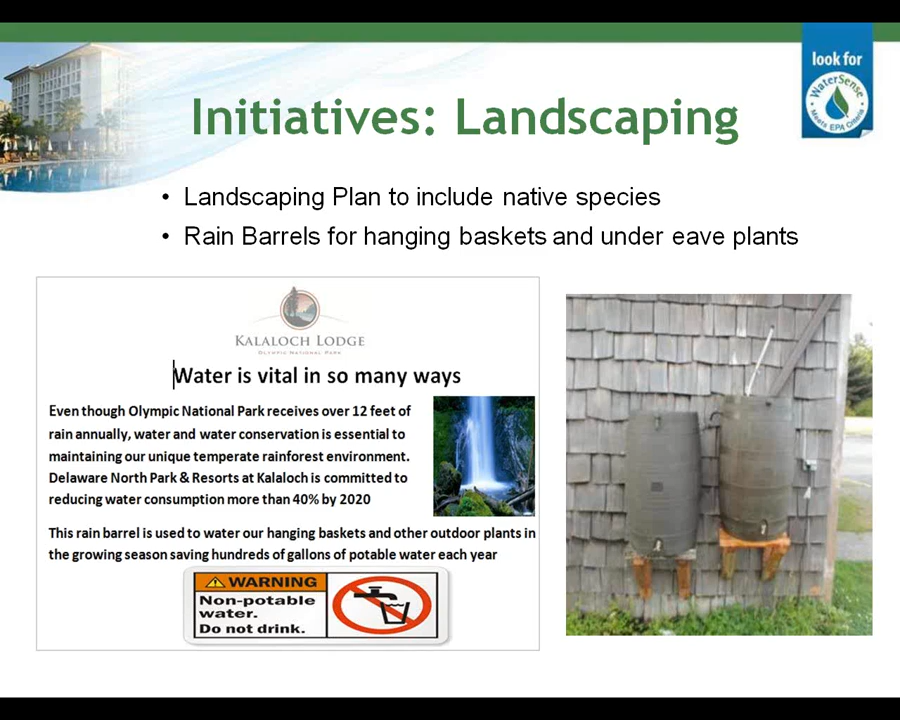 look for
WaterSense
Meets EPA Criteria
Initiatives: Landscaping
• Landscaping Plan to include native species
• Rain Barrels for hanging baskets and under eave plants
KALALOCH LODGE
OLYMPIC NATIONAL PARK
Water is vital in so many ways
Even though Olympic National Park receives over 12 feet of
rain annually, water and water conservation is essential to
maintaining our unique temperate rainforest environment.
Delaware North Park & Resorts at Kalaloch is committed to
reducing water consumption more than 40% by 2020
This rain barrel is used to water our hanging baskets and other outdoor plants in
the growing season saving hundreds of gallons of potable water each year
WARNING
Non-potable
water.
Do not drink.